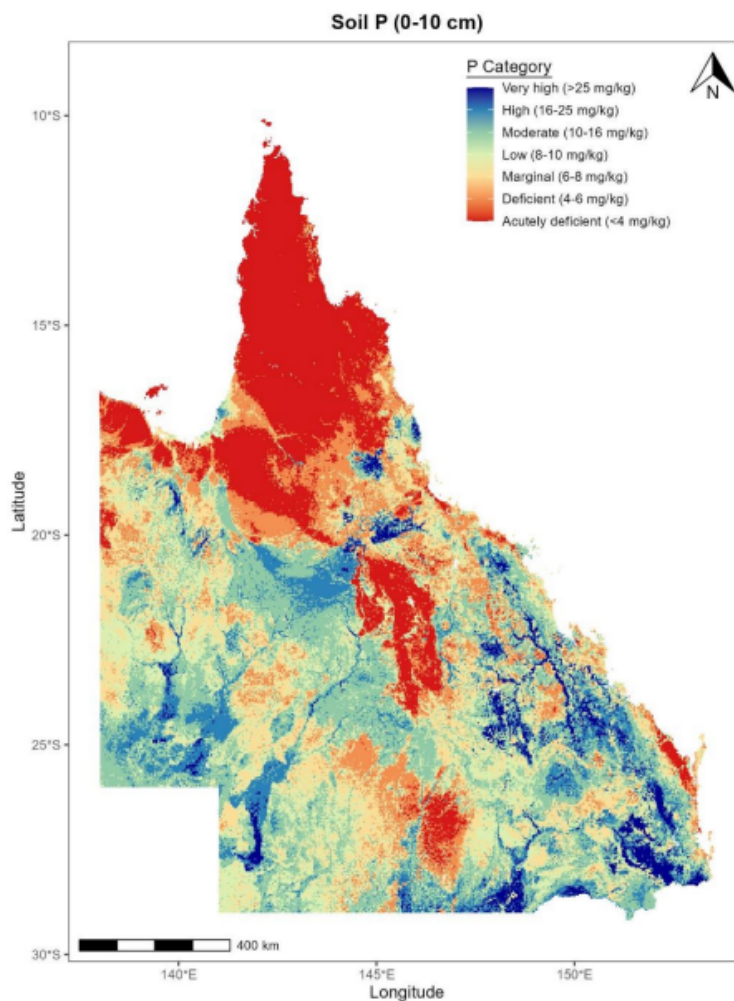 Soil P (0-10 cm)
P Category
Very high (>25 mg/kg)
High (16-25 mg/kg)
Moderate (10-16 mg/kg)
Low (8-10 mg/kg)
Marginal (6-8 mg/kg)
Deficient (4-6 mg/kg)
Acutely deficient (<4 mg/kg)
N
10°S
15°S
20°S
25°S
30°S
Latitude
400 km
140°E
145°E
150°E
Longitude